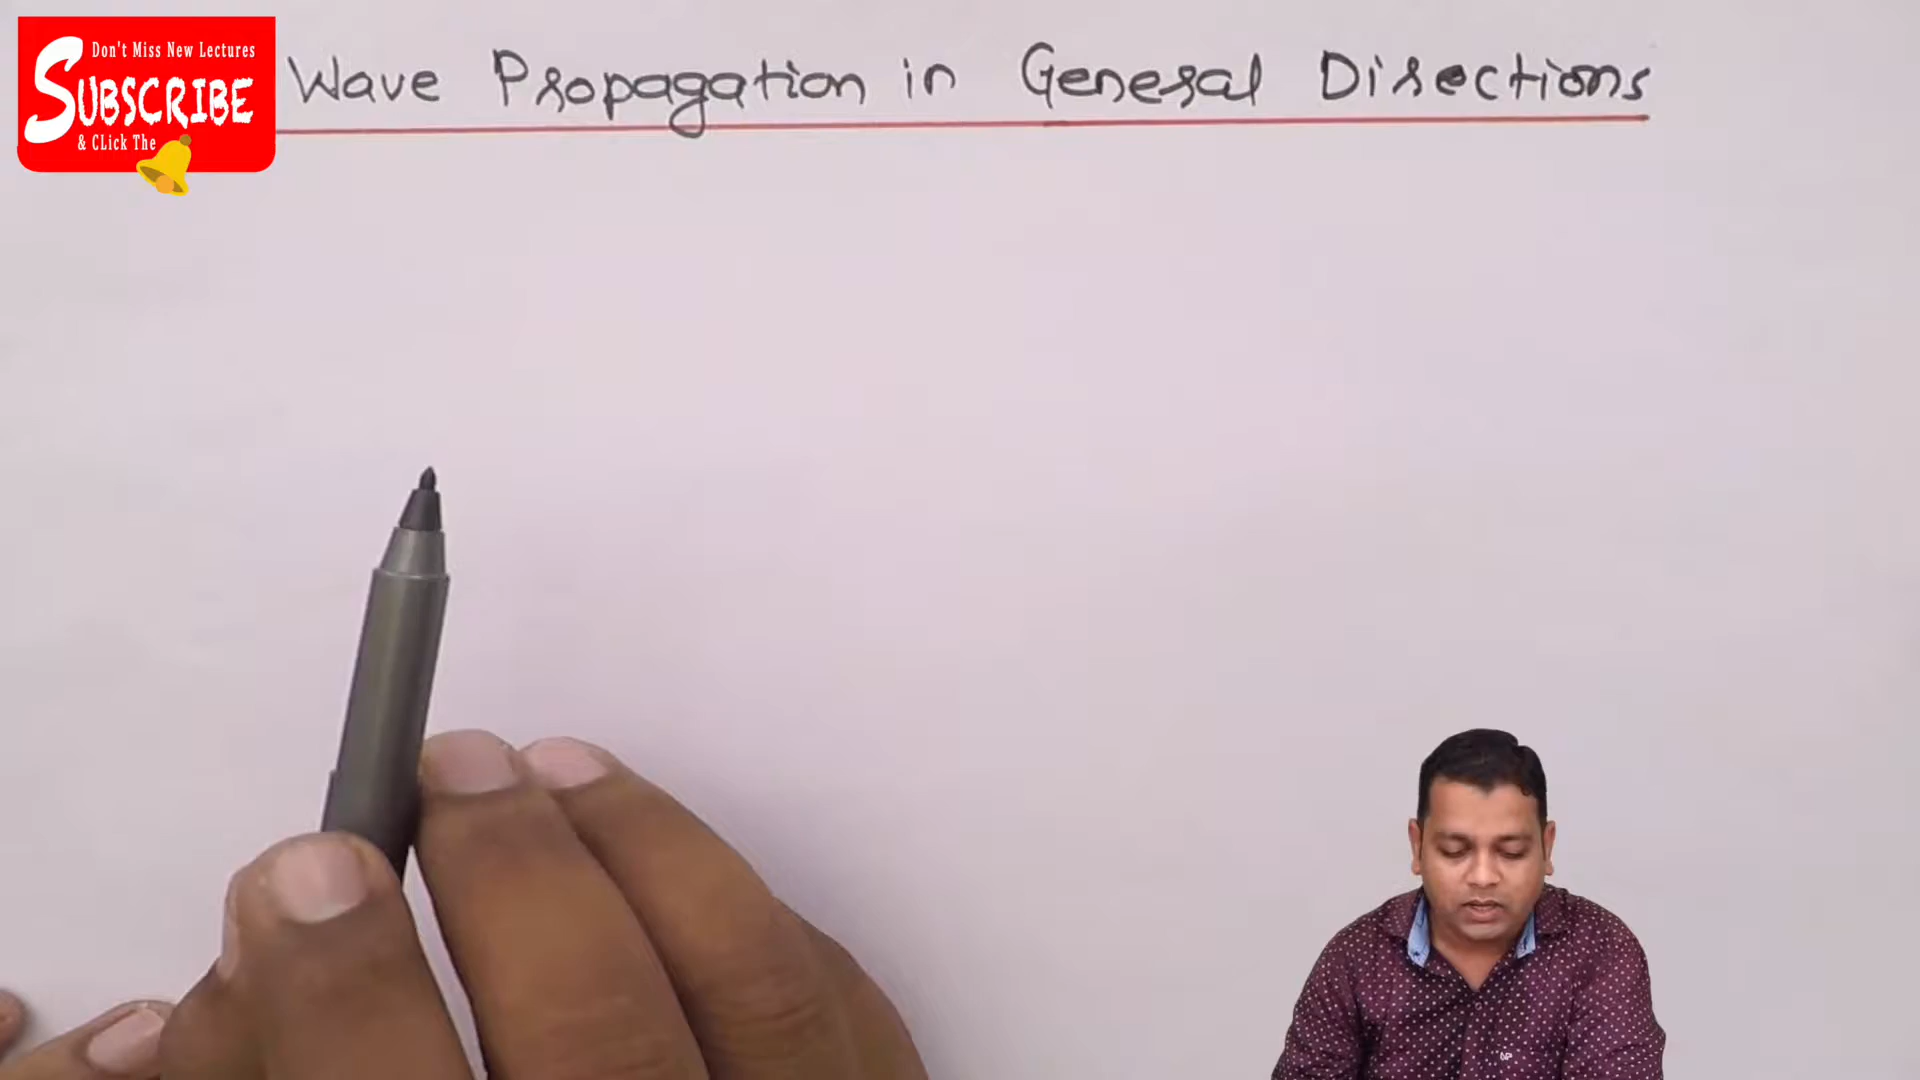 Don't Miss New Lectures
SUBSCRIBE
& CLick The
Wave Propagation in General Directions